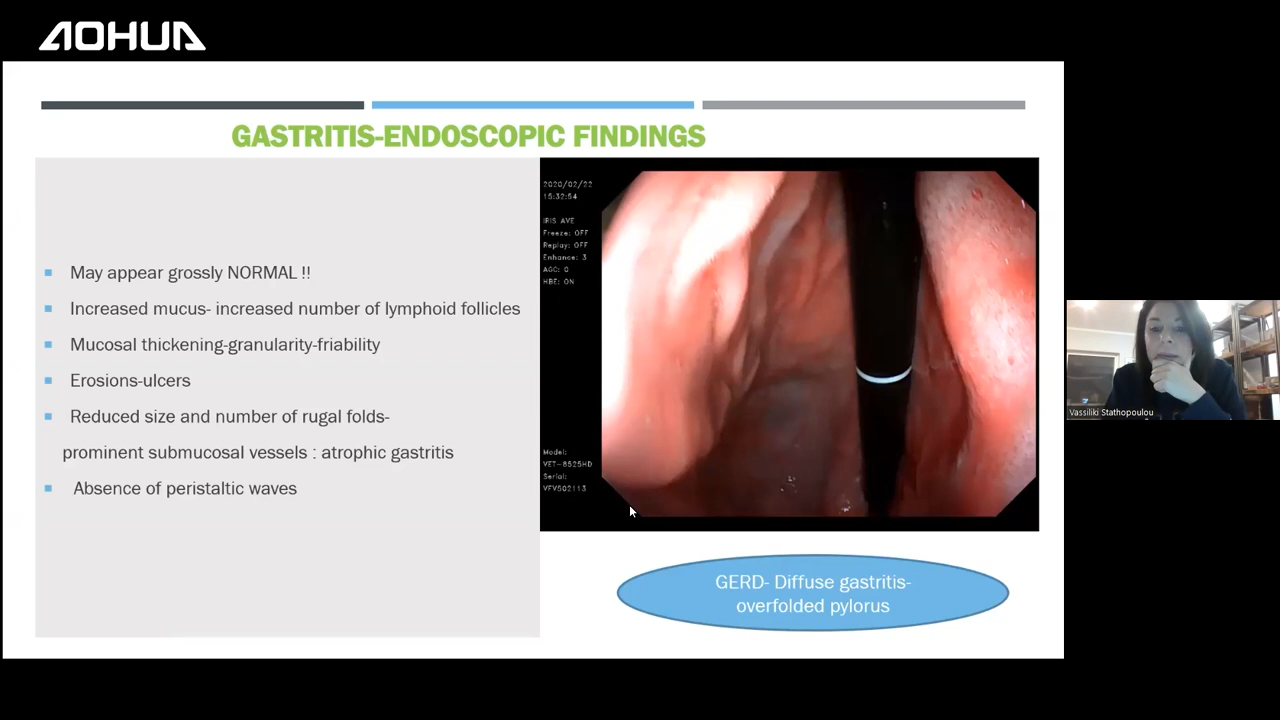 AOHUA
GASTRITIS-ENDOSCOPIC FINDINGS
May appear grossly NORMAL !!
Increased mucus- increased number of lymphoid follicles
Mucosal thickening-granularity-friability
Erosions-ulcers
Reduced size and number of rugal folds-
prominent submucosal vessels : atrophic gastritis
Absence of peristaltic waves
2020/02/22
15:32:54
IRIS AVE
Freeze: OFF
Replay: OFF
Enhance: 3
AGC: 0
HBE: ON
Model:
VET-8525HD
Serial:
VFV502113
GERD- Diffuse gastritis-
overfolded pylorus
Vassiliki Stathopoulou